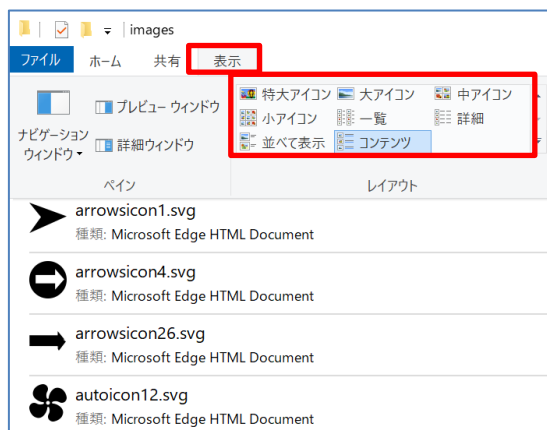 images
ファイル ホーム 共有 表示
特大アイコン 大アイコン 中アイコン
プレビュー ウィンドウ 小アイコン 一覧 詳細
ナビゲーション
ウィンドウ 詳細ウィンドウ 並べて表示 コンテンツ
ペイン レイアウト
arrowsicon1.svg
種類: Microsoft Edge HTML Document
arrowsicon4.svg
種類: Microsoft Edge HTML Document
arrowsicon26.svg
種類: Microsoft Edge HTML Document
autoicon12.svg
種類: Microsoft Edge HTML Document